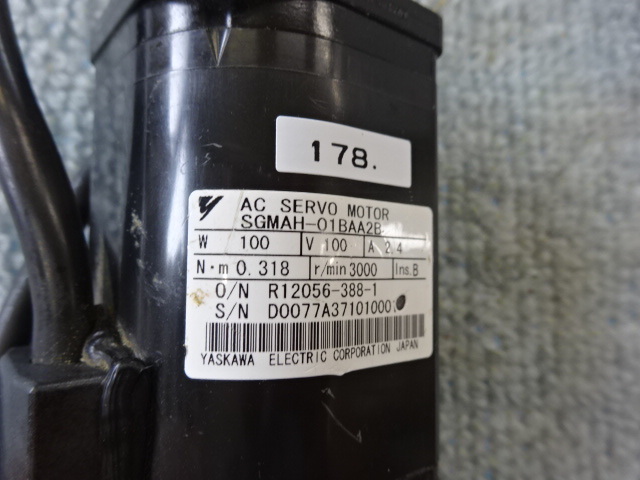 178.
AC SERVO MOTOR
SGMAH-01BAA2B
W 100 V 100 A 2.4
N·m 0.318 r/min 3000 Ins. B
O/N R12056-388-1
S/N D0077A37101000
YASKAWA ELECTRIC CORPORATION JAPAN